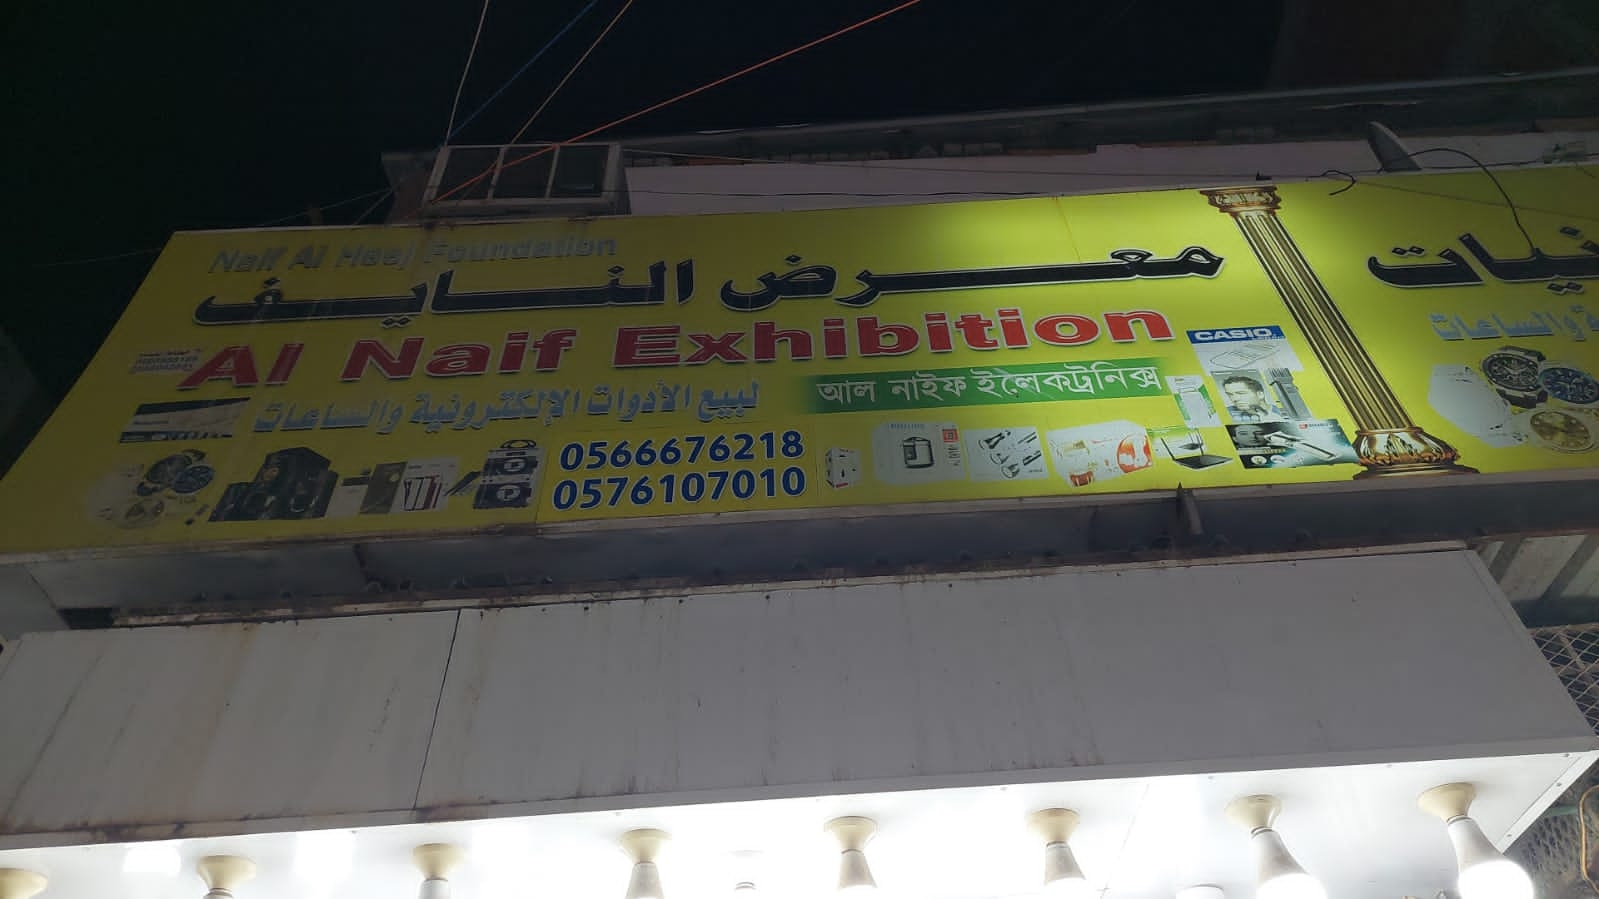 Naif Al Haaj Foundation
معرض النايف
Al Naif Exhibition
لبيع الأدوات الإلكترونية والساعات
আল নাইফ ইলেকট্রনিক্স
0566676218
0576107010
CASIO
والساعات